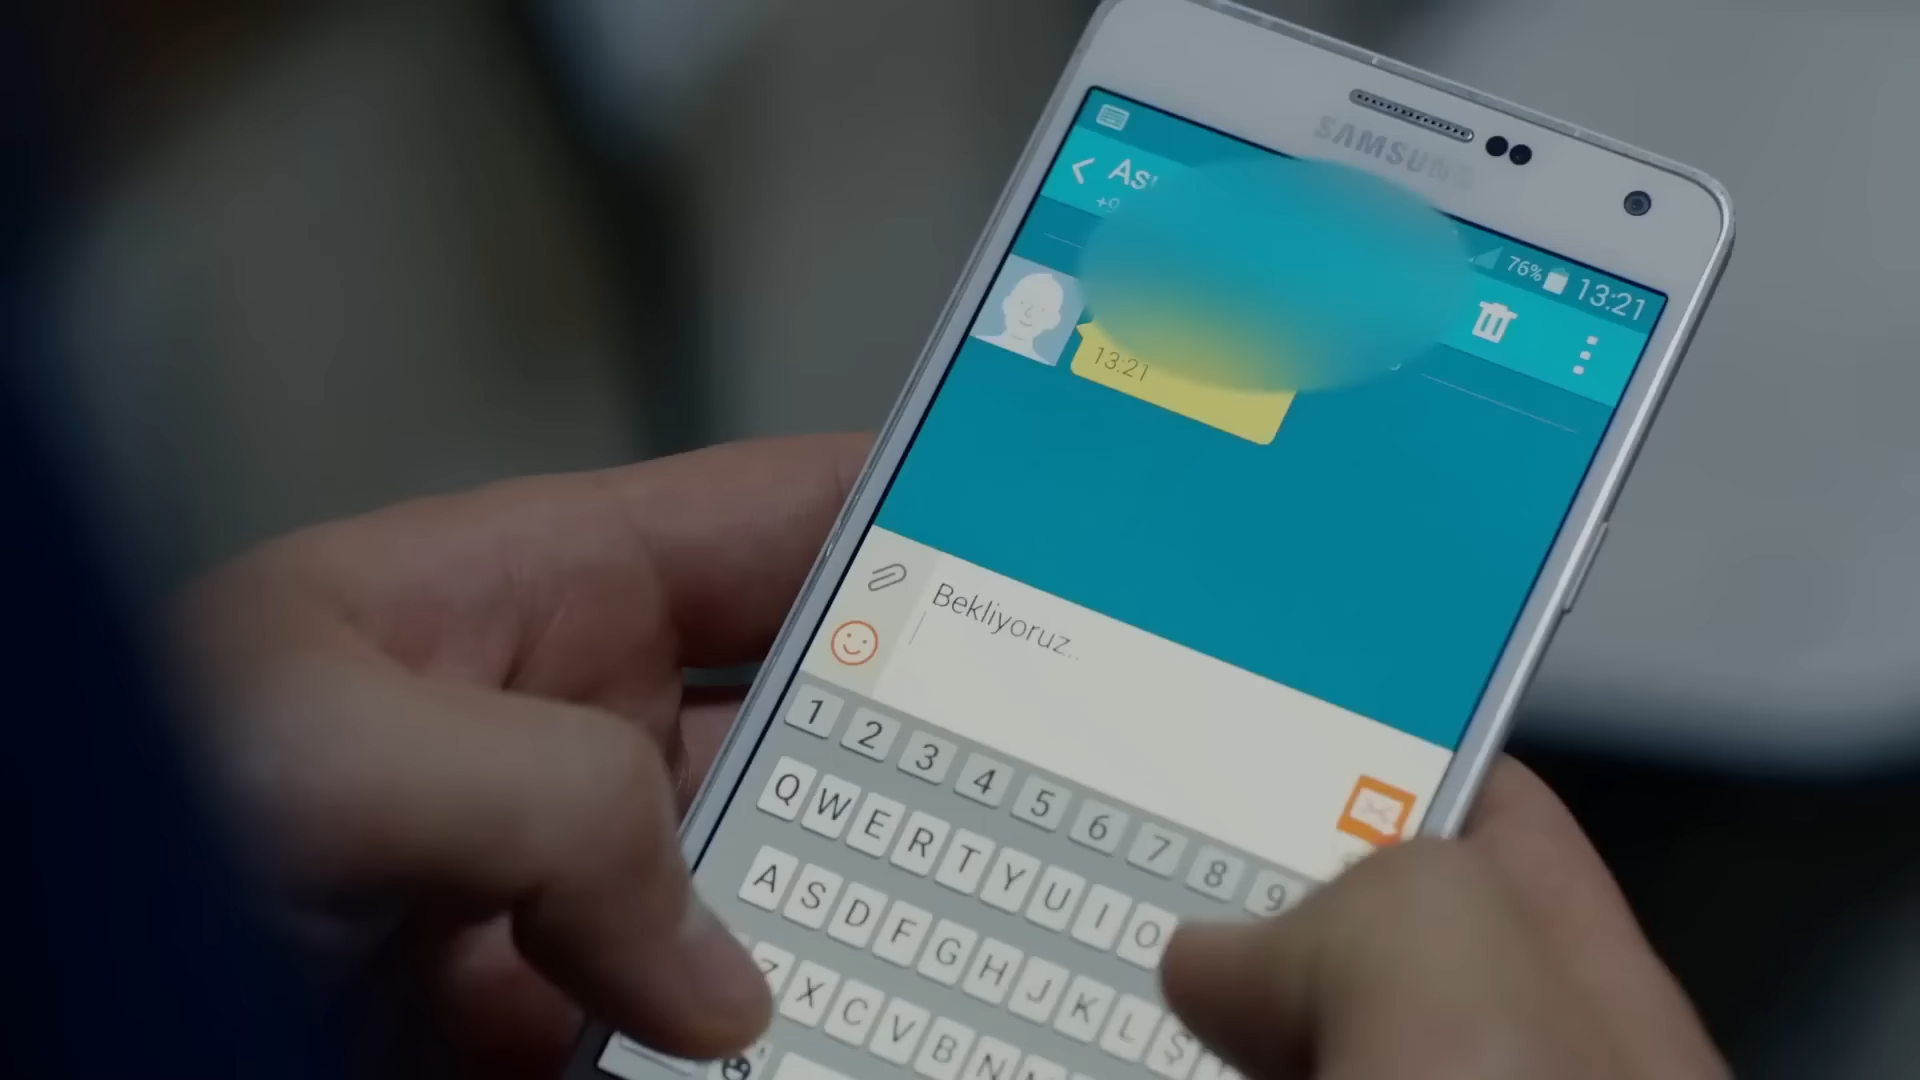 SAMSUNG
76% 13:21
13:21
Bekliyoruz..
1 2 3 4 5 6 7 8 9
Q W E R T Y U I O
A S D F G H J K L Ş
Z X C V B N